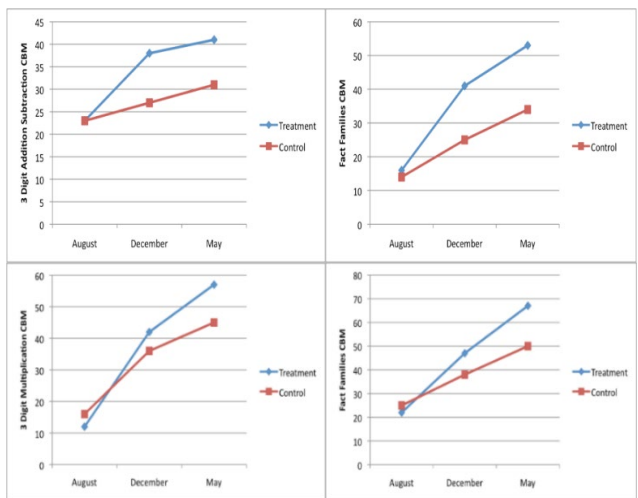 3 Digit Addition Subtraction CBM
45
40
35
30
25
20
15
10
5
0
August December May
Treatment
Control
Fact Families CBM
60
50
40
30
20
10
0
August December May
Treatment
Control
3 Digit Multiplication CBM
60
50
40
30
20
10
0
August December May
Treatment
Control
Fact Families CBM
80
70
60
50
40
30
20
10
0
August December May
Treatment
Control